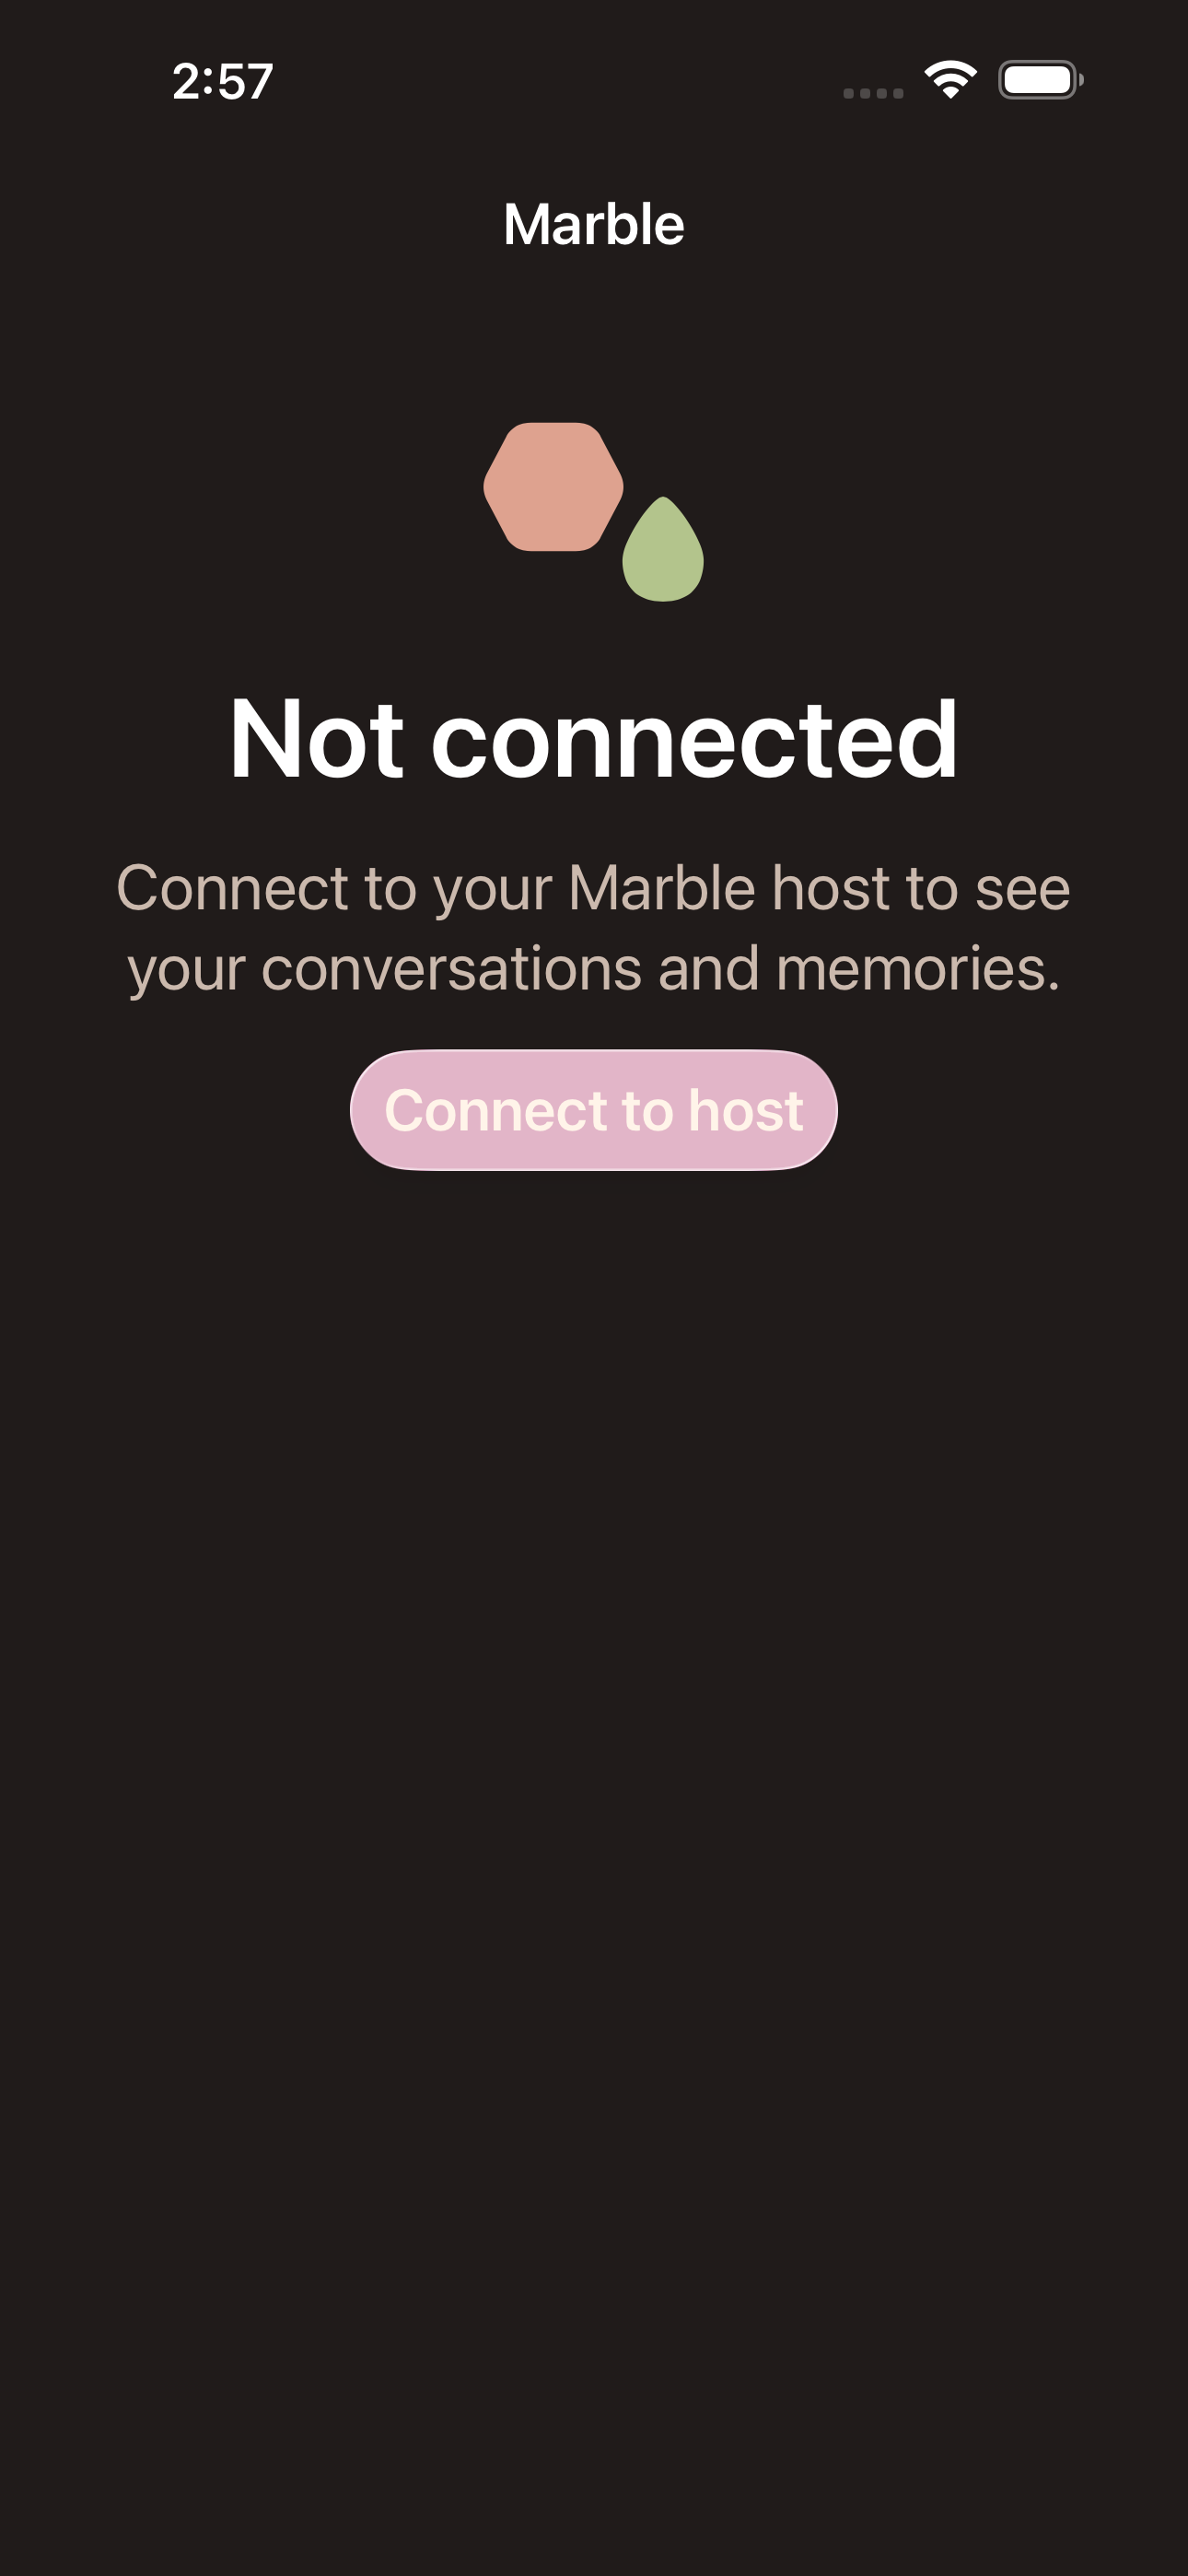 2:57
Marble
Not connected
Connect to your Marble host to see
your conversations and memories.
Connect to host